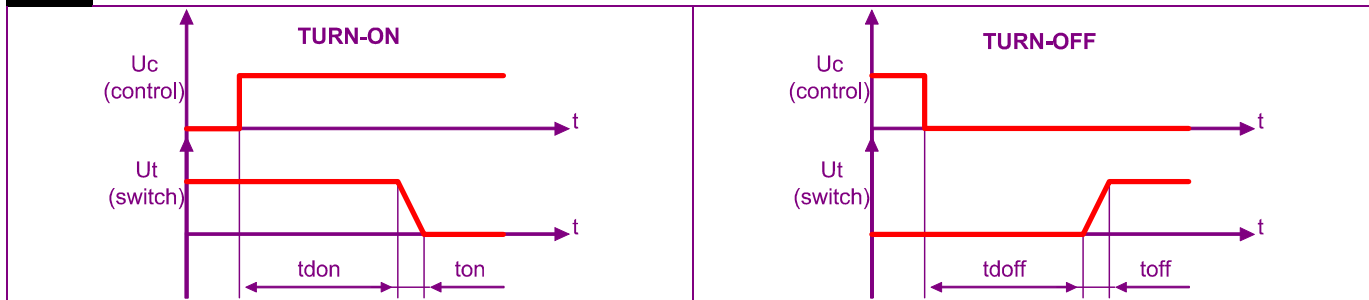 TURN-ON
Uc
(control)
t
Ut
(switch)
t
tdon
ton
TURN-OFF
Uc
(control)
t
Ut
(switch)
t
tdoff
toff